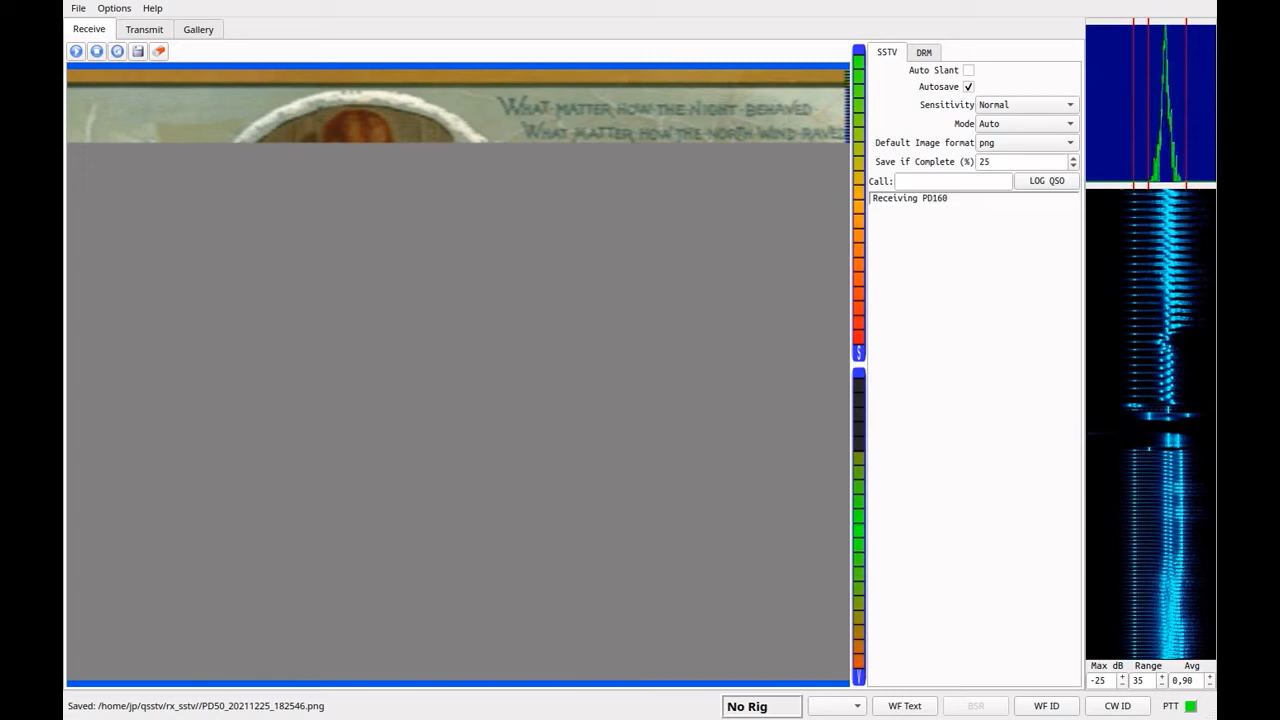 File Options Help
Receive Transmit Gallery
WHAT MATTER HOW THE NIGHT BEHAVED
WHAT MATTER HOW THE NORTH-WIND RAVED
SSTV DRM
Auto Slant
Autosave
Sensitivity Normal
Mode Auto
Default Image format png
Save if Complete (%) 25
Call: LOG QSO
Receiving PD160
S
V
Max dB Range Avg
-25 35 0,90
Saved: /home/jp/qsstv/rx_sstv//PD50_20211225_182546.png
No Rig WF Text BSR WF ID CW ID PTT